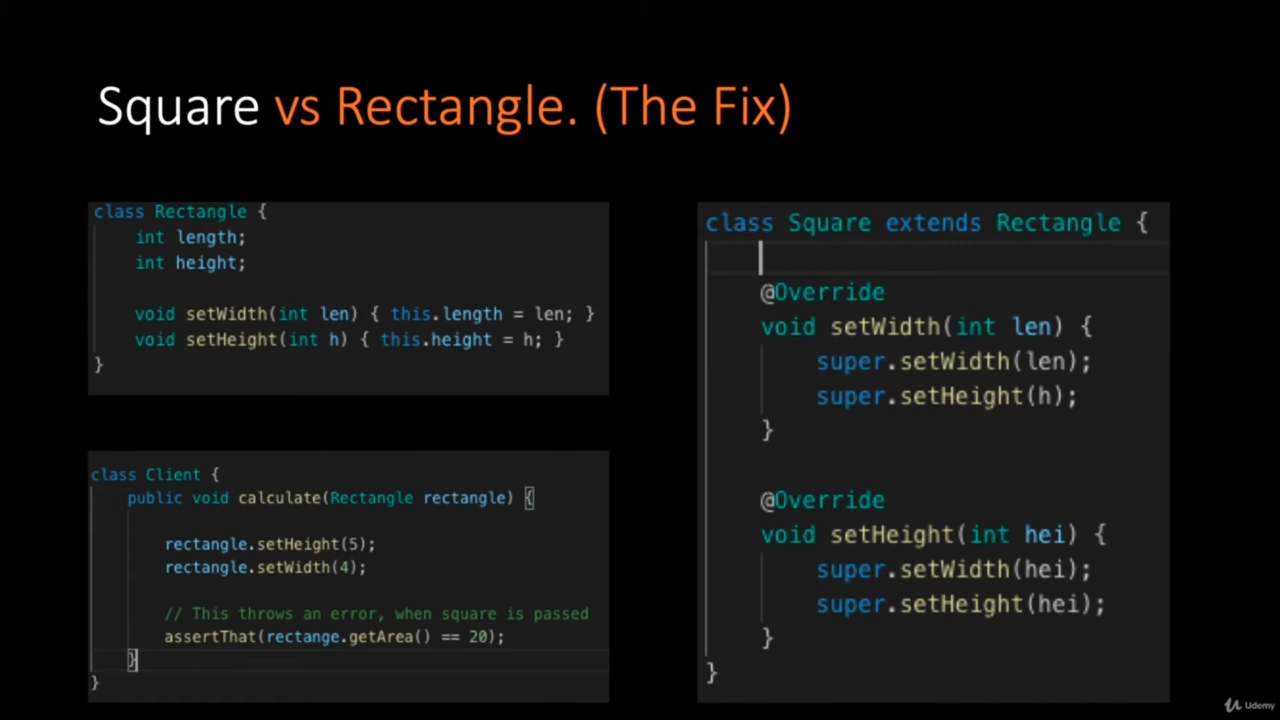 Square vs Rectangle. (The Fix)
class Rectangle {
int length;
int height;
void setWidth(int len) { this.length = len; }
void setHeight(int h) { this.height = h; }
}
class Client {
public void calculate(Rectangle rectangle) {
rectangle.setHeight(5);
rectangle.setWidth(4);
// This throws an error, when square is passed
assertThat(rectange.getArea() == 20);
}
}
class Square extends Rectangle {
@Override
void setWidth(int len) {
super.setWidth(len);
super.setHeight(h);
}
@Override
void setHeight(int hei) {
super.setWidth(hei);
super.setHeight(hei);
}
}
Udemy